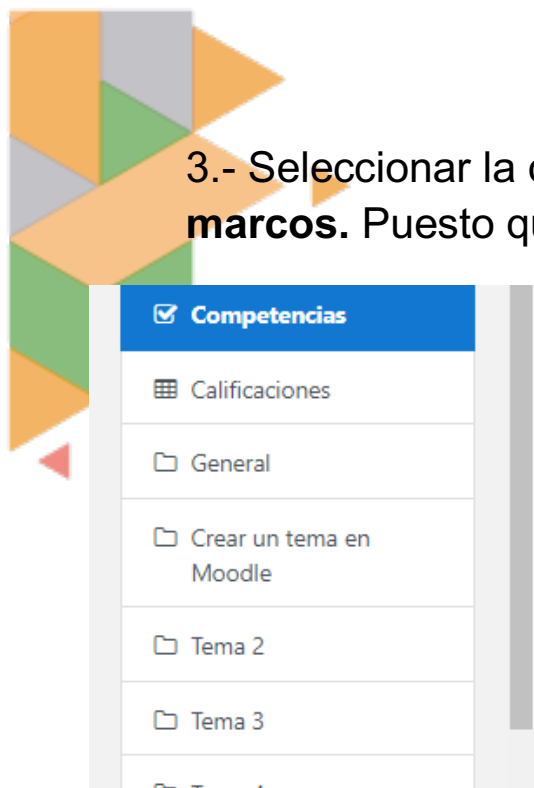 3.- Seleccionar la
marcos. Puesto
Competencias
Calificaciones
General
Crear un tema en
Moodle
Tema 2
Tema 3